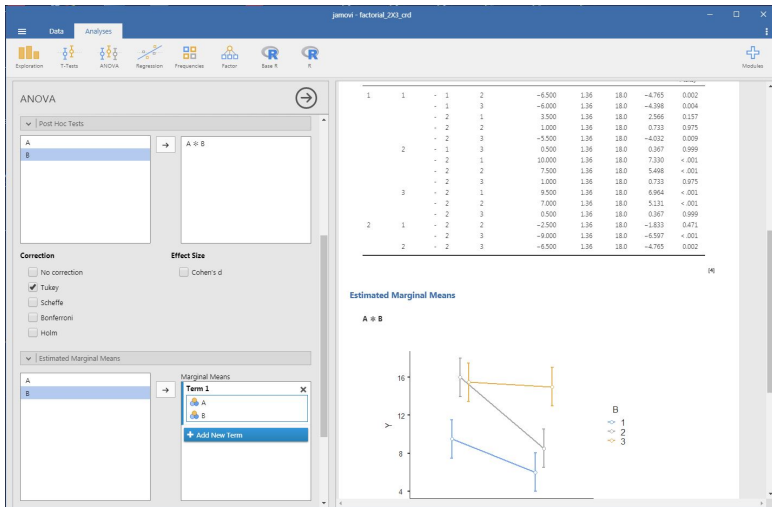 jamovi - factorial_2X3_crd
Data Analyses
Exploration T-Tests ANOVA Regression Frequencies Factor Base R R Modules
ANOVA
Post Hoc Tests
A
B
A ✻ B
Correction
No correction
Tukey
Scheffe
Bonferroni
Holm
Effect Size
Cohen's d
Estimated Marginal Means
A
B
Marginal Means
Term 1
A
B
Add New Term
1 1 - 1 2 −6.500 1.36 18.0 −4.765 0.002
- 1 3 −6.000 1.36 18.0 −4.398 0.004
- 2 1 3.500 1.36 18.0 2.566 0.157
- 2 2 1.000 1.36 18.0 0.733 0.975
- 2 3 −5.500 1.36 18.0 −4.032 0.009
2 - 1 3 0.500 1.36 18.0 0.367 0.999
- 2 1 10.000 1.36 18.0 7.330 < .001
- 2 2 7.500 1.36 18.0 5.498 < .001
- 2 3 1.000 1.36 18.0 0.733 0.975
3 - 2 1 9.500 1.36 18.0 6.964 < .001
- 2 2 7.000 1.36 18.0 5.131 < .001
- 2 3 0.500 1.36 18.0 0.367 0.999
2 1 - 2 2 −2.500 1.36 18.0 −1.833 0.471
- 2 3 −9.000 1.36 18.0 −6.597 < .001
2 - 2 3 −6.500 1.36 18.0 −4.765 0.002
[4]
Estimated Marginal Means
A ✻ B
16
12
8
4
Y
B
1
2
3